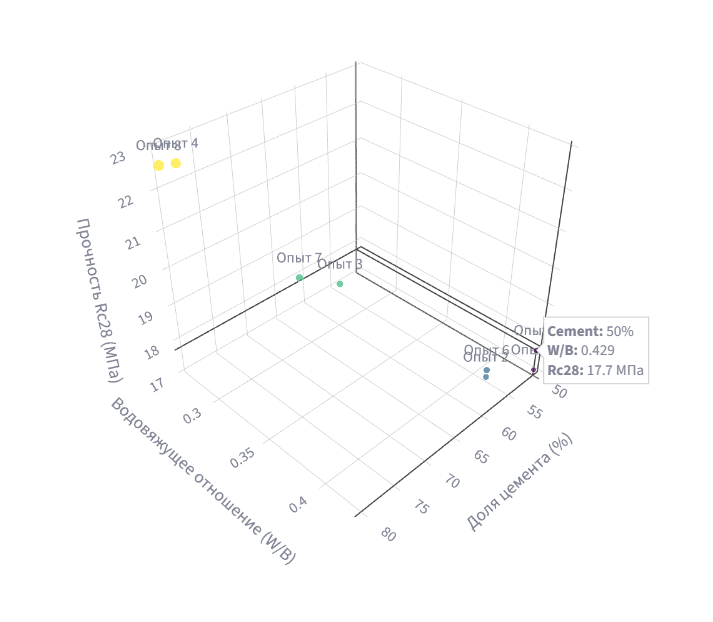 Опыт 8
Опыт 4
23
22
21
20
19
18
17
Прочность Rc28 (МПа)
Опыт 7
Опыт 3
Опыт 6
Опыт 2
Cement: 50%
W/B: 0.429
Rc28: 17.7 МПа
0.3
0.35
0.4
Водовяжущее отношение (W/B)
50
55
60
65
70
75
80
Доля цемента (%)